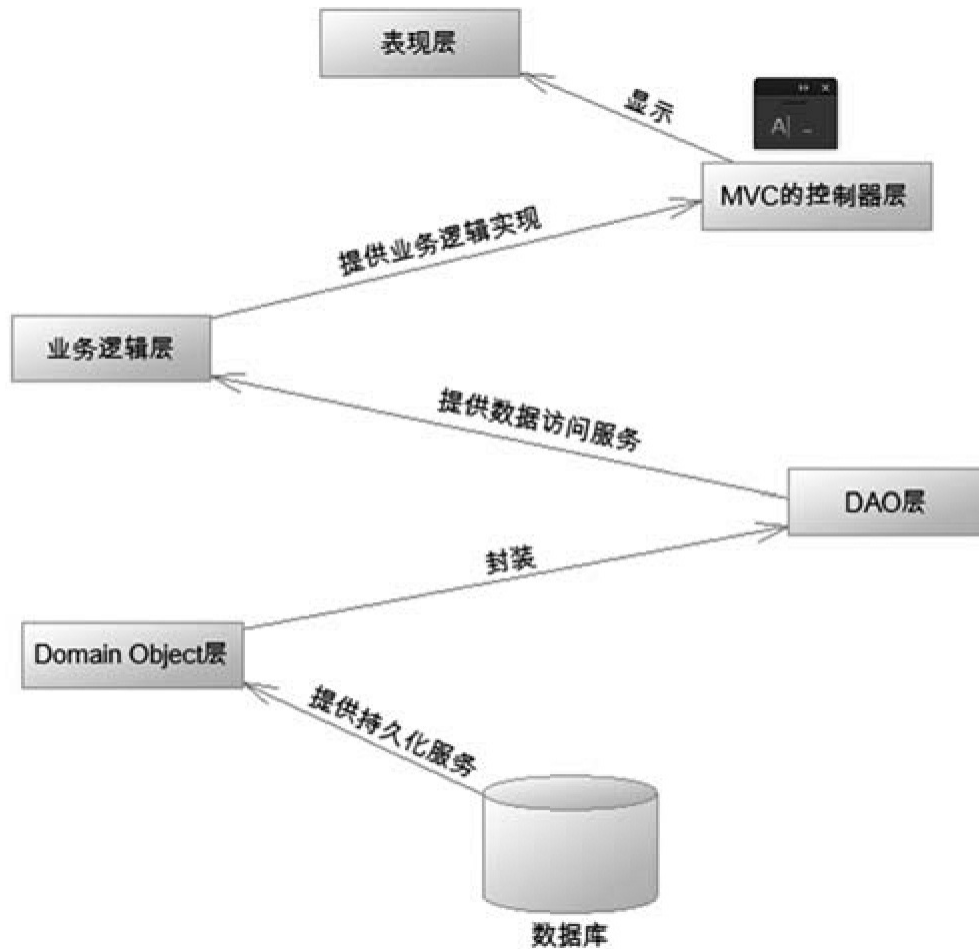 表现层
显示
A
MVC的控制器层
提供业务逻辑实现
业务逻辑层
提供数据访问服务
DAO层
封装
Domain Object层
提供持久化服务
数据库